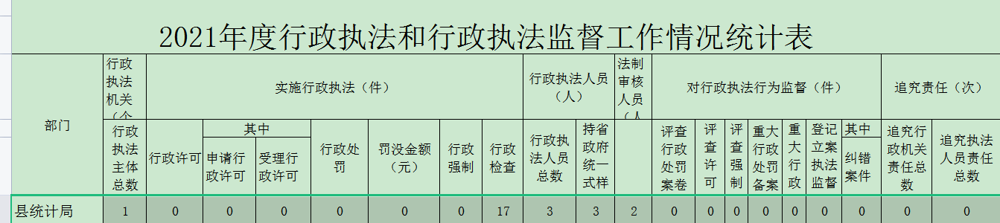 2021年度行政执法和行政执法监督工作情况统计表
部门
行政
执法
机关
（个
实施行政执法（件）
行政执法人员
（人）
法制
审核
人员
（人
对行政执法行为监督（件）
追究责任（次）
行政
执法
主体
总数
行政许可
其中
申请行
政许可
受理行
政许可
行政处
罚
罚没金额
（元）
行政
强制
行政
检查
行政执
法人员
总数
持省
政府
统一
式样
评查
行政
处罚
案卷
评
查
许
可
评
查
强
制
重大
行政
处罚
备案
重
大
行
政
登记
立案
执法
监督
其中
纠错
案件
追究行
政机关
责任总
数
追究执法
人员责任
总数
县统计局 1 0 0 0 0 0 0 17 3 3 2 0 0 0 0 0 0 0 0 0